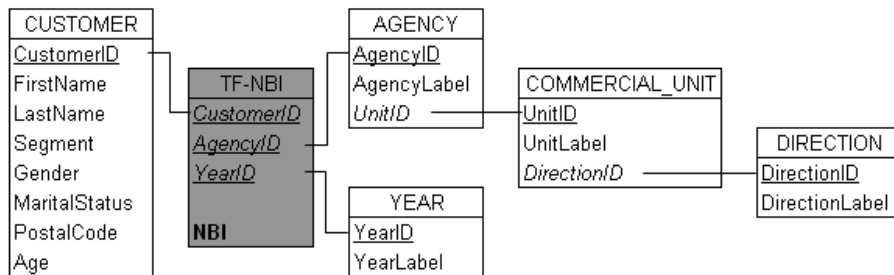 CUSTOMER
CustomerID
FirstName
LastName
Segment
Gender
MaritalStatus
PostalCode
Age
TF-NBI
CustomerID
AgencyID
YearID
NBI
AGENCY
AgencyID
AgencyLabel
UnitID
YEAR
YearID
YearLabel
COMMERCIAL_UNIT
UnitID
UnitLabel
DirectionID
DIRECTION
DirectionID
DirectionLabel